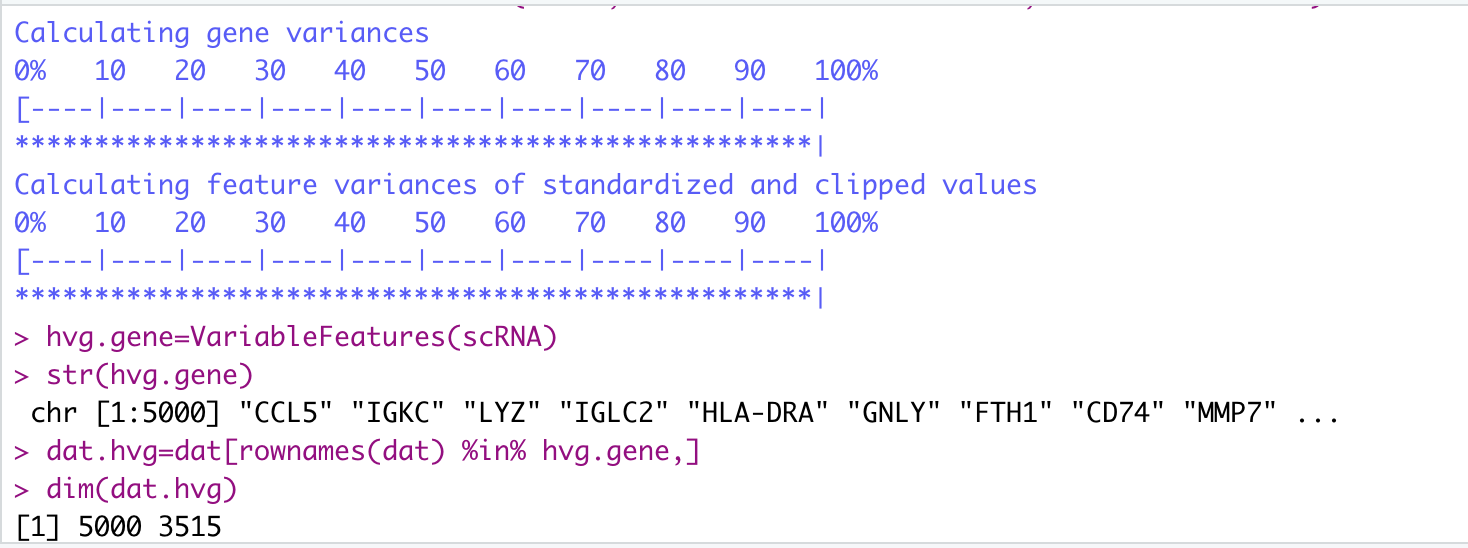 Calculating gene variances
0%   10   20   30   40   50   60   70   80   90   100%
[----|----|----|----|----|----|----|----|----|----|
**************************************************|
Calculating feature variances of standardized and clipped values
0%   10   20   30   40   50   60   70   80   90   100%
[----|----|----|----|----|----|----|----|----|----|
**************************************************|
> hvg.gene=VariableFeatures(scRNA)
> str(hvg.gene)
 chr [1:5000] "CCL5" "IGKC" "LYZ" "IGLC2" "HLA-DRA" "GNLY" "FTH1" "CD74" "MMP7" ...
> dat.hvg=dat[rownames(dat) %in% hvg.gene,]
> dim(dat.hvg)
[1] 5000 3515